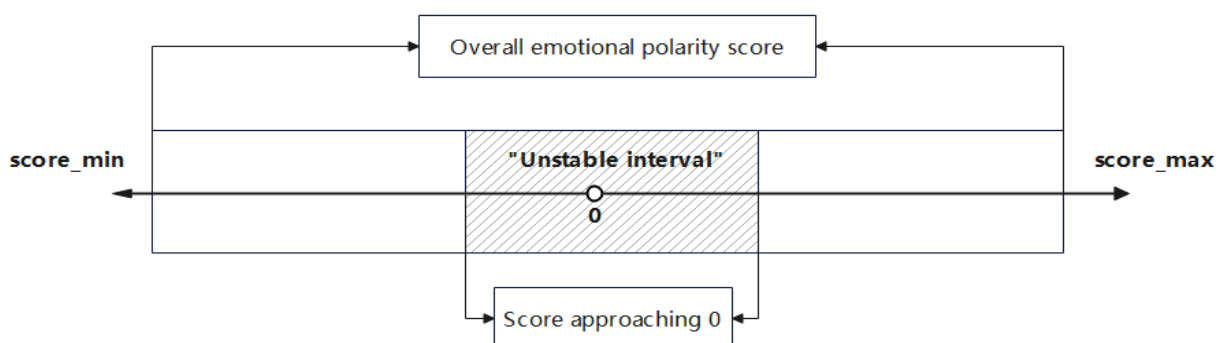 Overall emotional polarity score
"Unstable interval"
score_min
score_max
0
Score approaching 0